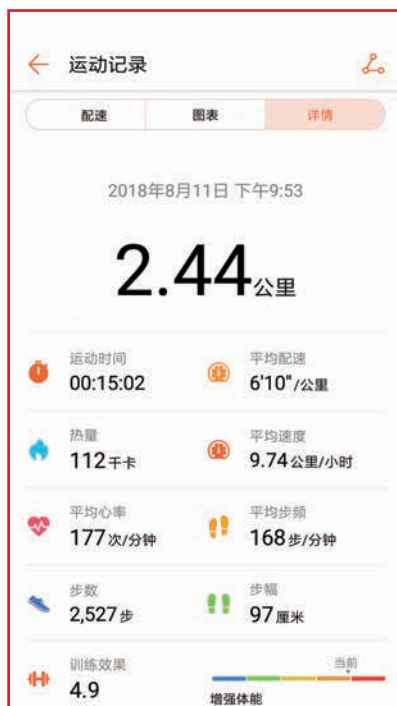 运动记录
配速 图表 详情
2018年8月11日 下午9:53
2.44公里
运动时间 平均配速
00:15:02 6'10"/公里
热量 平均速度
112千卡 9.74公里/小时
平均心率 平均步频
177次/分钟 168步/分钟
步数 步幅
2,527步 97厘米
训练效果 当前
4.9 增强体能